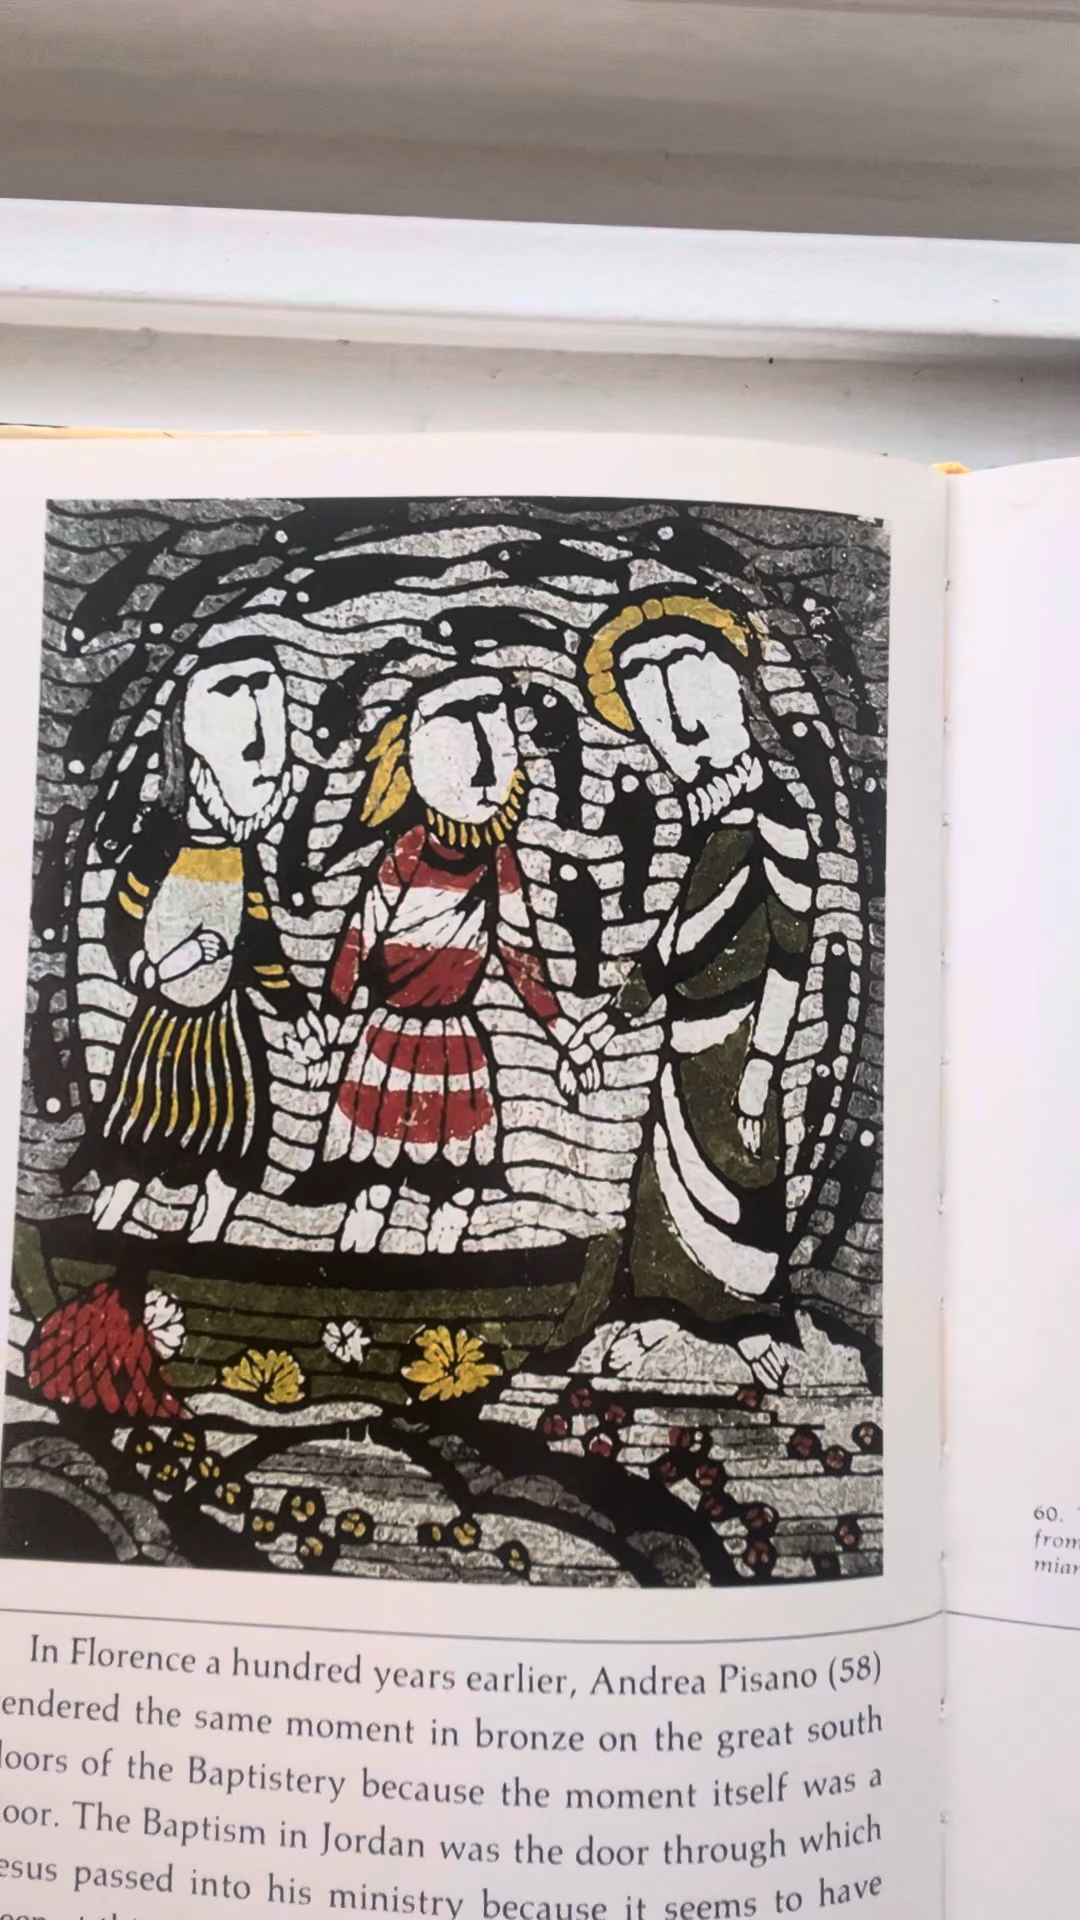 In Florence a hundred years earlier, Andrea Pisano (58)
endered the same moment in bronze on the great south
loors of the Baptistery because the moment itself was a
oor. The Baptism in Jordan was the door through which
esus passed into his ministry because it seems to have
60.
from
miar